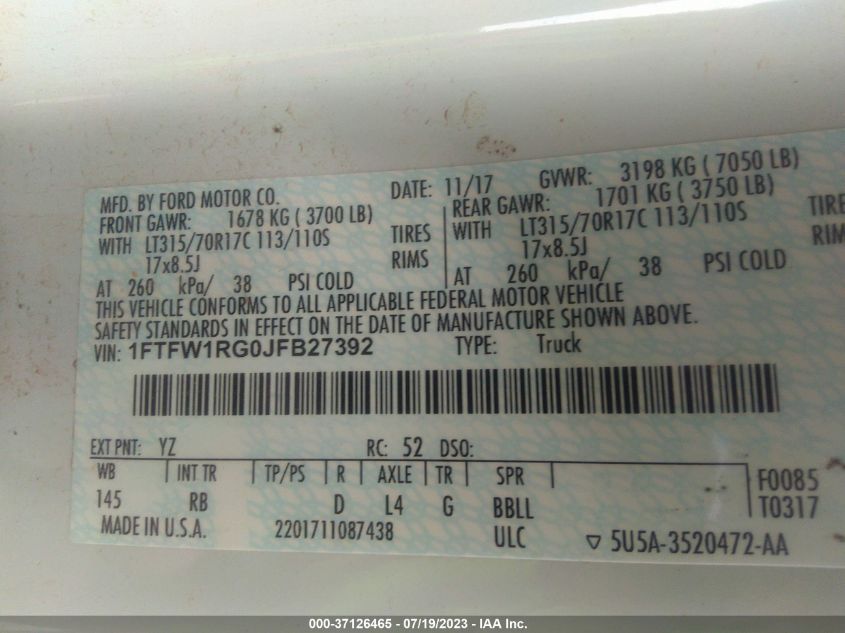 MFD. BY FORD MOTOR CO. DATE: 11/17 GVWR: 3198 KG ( 7050 LB)
FRONT GAWR: 1678 KG ( 3700 LB) REAR GAWR: 1701 KG ( 3750 LB)
WITH LT315/70R17C 113/110S TIRES WITH LT315/70R17C 113/110S TIRE
17x8.5J RIMS 17x8.5J RIM
AT 260 kPa/ 38 PSI COLD AT 260 kPa/ 38 PSI COLD
THIS VEHICLE CONFORMS TO ALL APPLICABLE FEDERAL MOTOR VEHICLE
SAFETY STANDARDS IN EFFECT ON THE DATE OF MANUFACTURE SHOWN ABOVE.
VIN: 1FTFW1RG0JFB27392 TYPE: Truck
EXT PNT: YZ RC: 52 DSO:
WB INT TR TP/PS R AXLE TR SPR F0085
145 RB D L4 G BBLL T0317
MADE IN U.S.A. 2201711087438 ULC ▽ 5U5A-3520472-AA
000-37126465 - 07/19/2023 - IAA Inc.